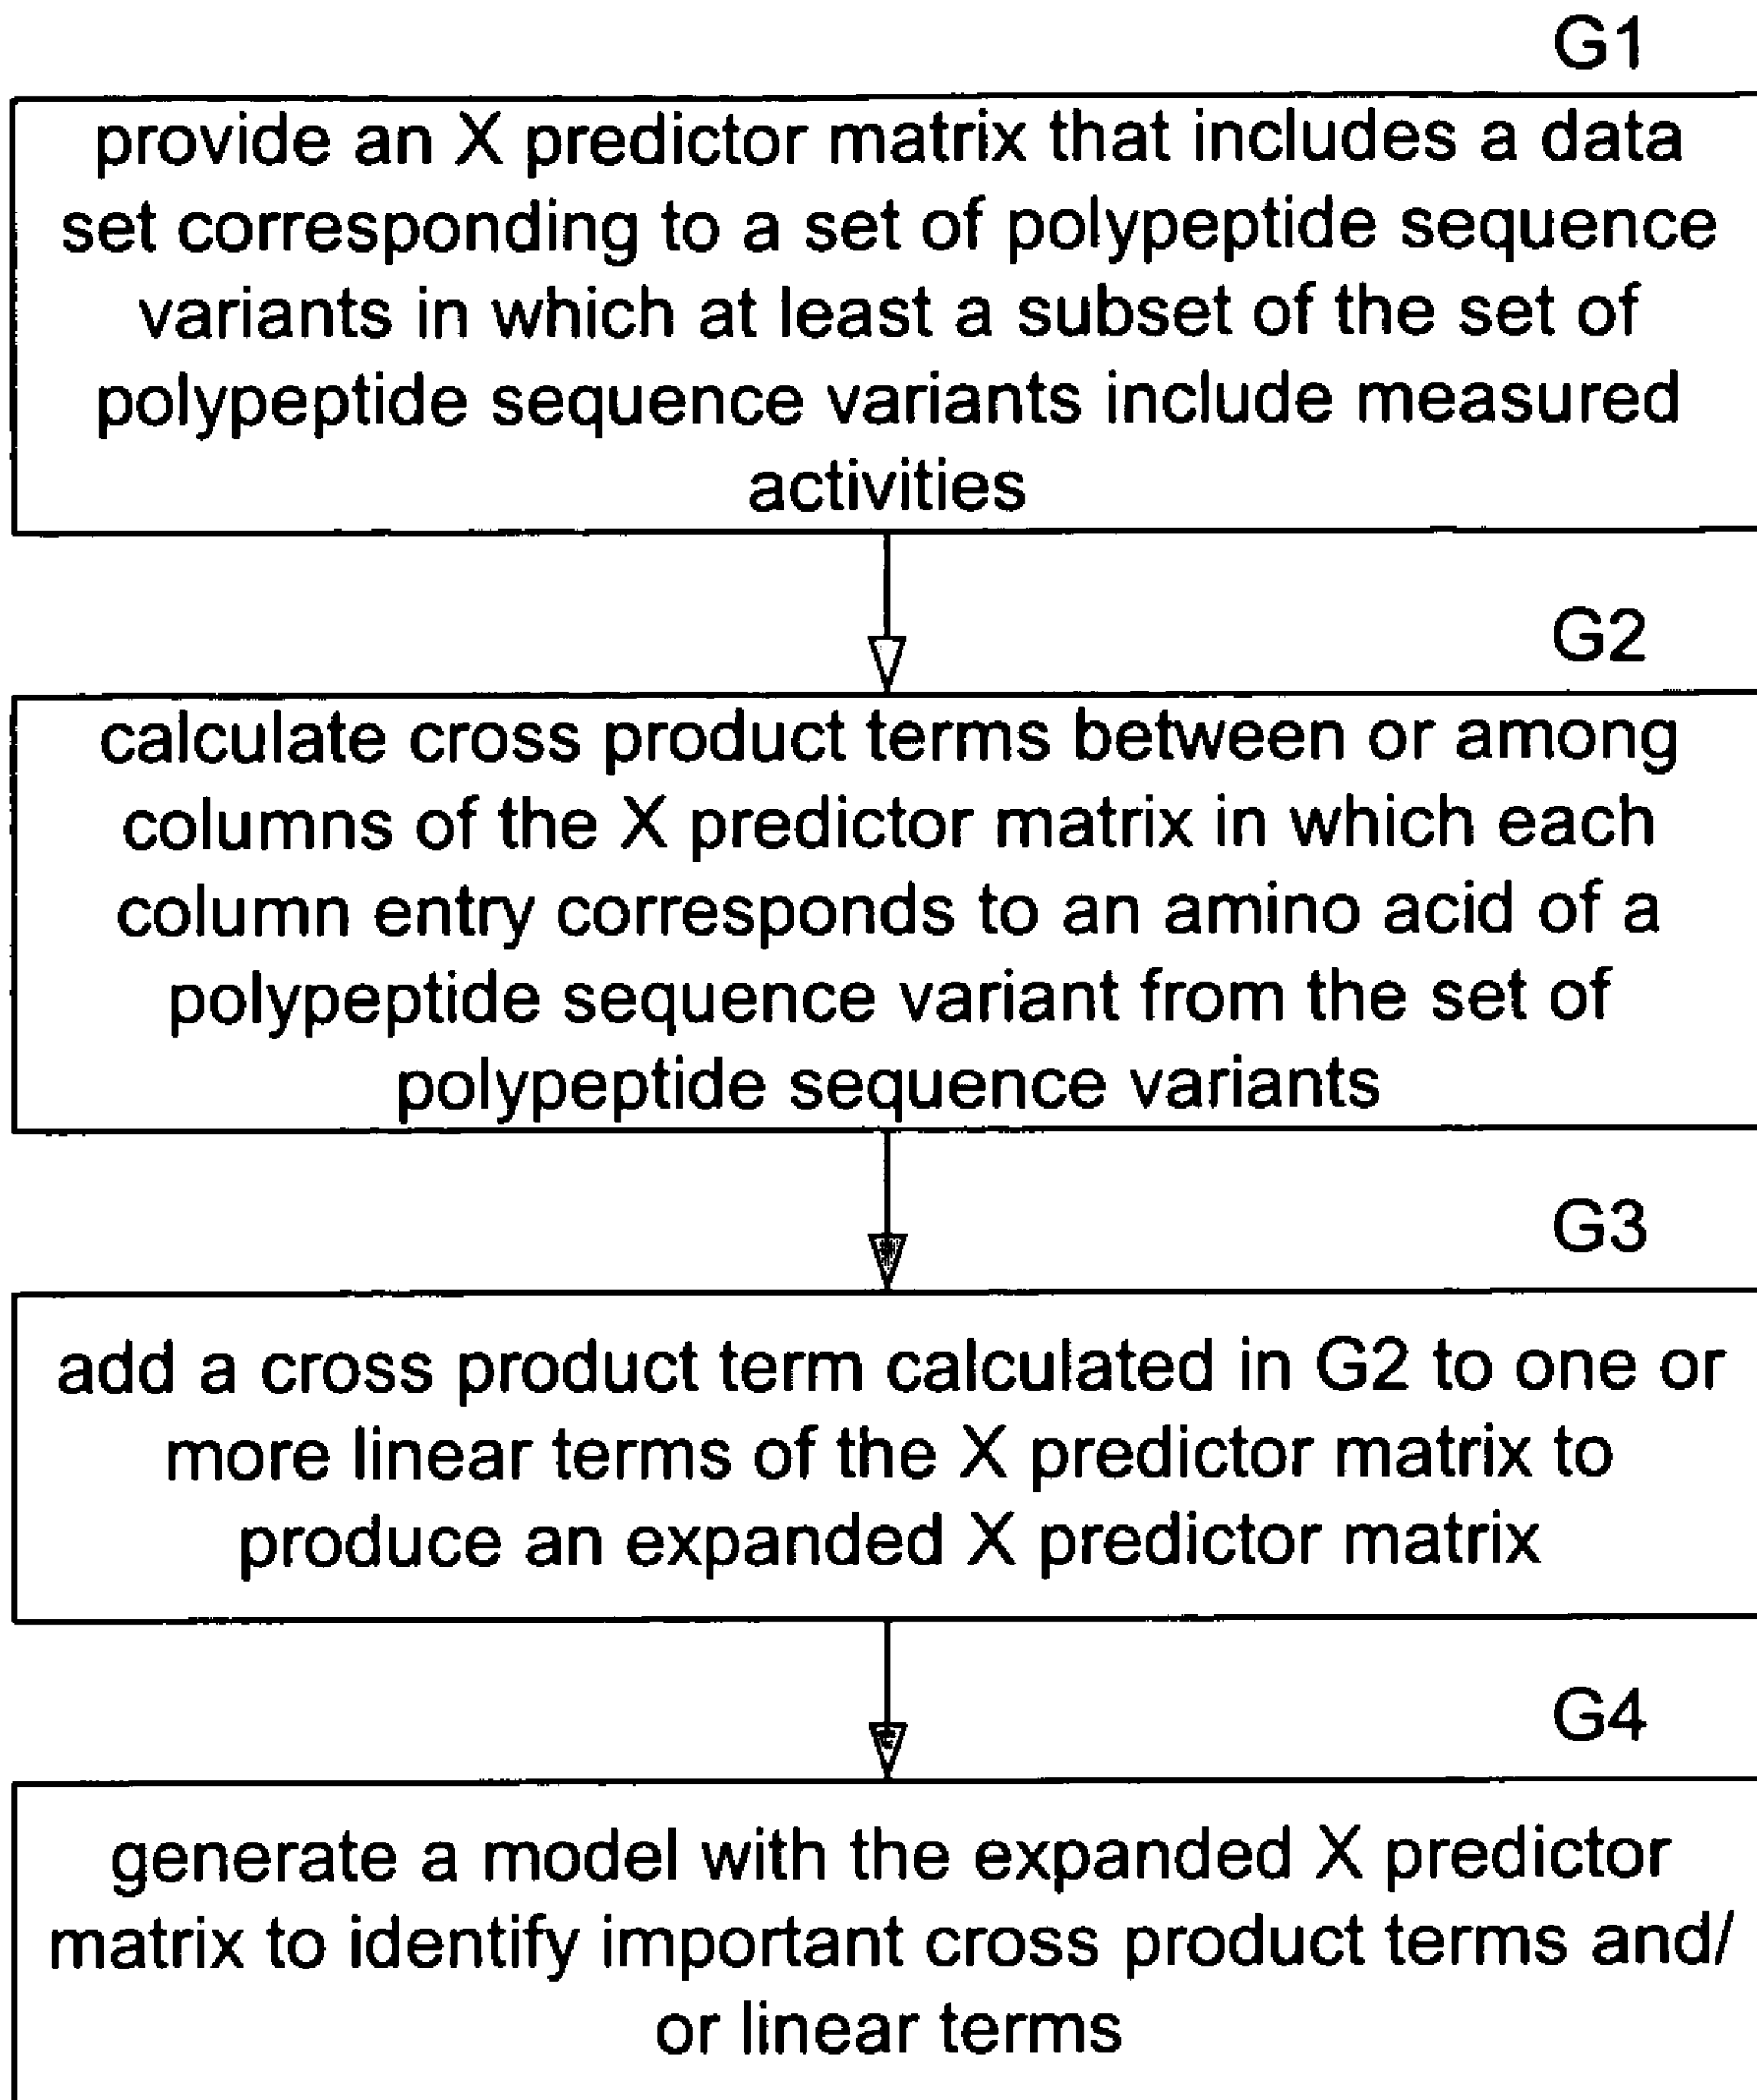 G1
provide an X predictor matrix that includes a data
set corresponding to a set of polypeptide sequence
variants in which at least a subset of the set of
polypeptide sequence variants include measured
activities
G2
calculate cross product terms between or among
columns of the X predictor matrix in which each
column entry corresponds to an amino acid of a
polypeptide sequence variant from the set of
polypeptide sequence variants
G3
add a cross product term calculated in G2 to one or
more linear terms of the X predictor matrix to
produce an expanded X predictor matrix
G4
generate a model with the expanded X predictor
matrix to identify important cross product terms and/
or linear terms